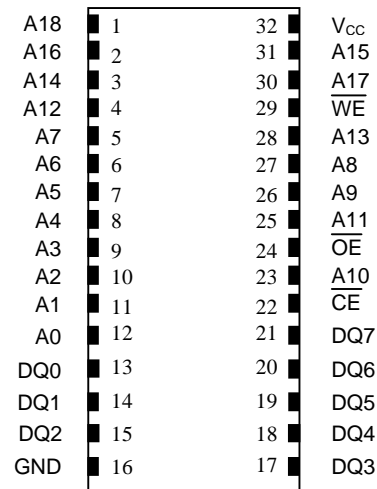 A18 1 32 VCC
A16 2 31 A15
A14 3 30 A17
A12 4 29 W̅E̅
A7 5 28 A13
A6 6 27 A8
A5 7 26 A9
A4 8 25 A11
A3 9 24 O̅E̅
A2 10 23 A10
A1 11 22 C̅E̅
A0 12 21 DQ7
DQ0 13 20 DQ6
DQ1 14 19 DQ5
DQ2 15 18 DQ4
GND 16 17 DQ3